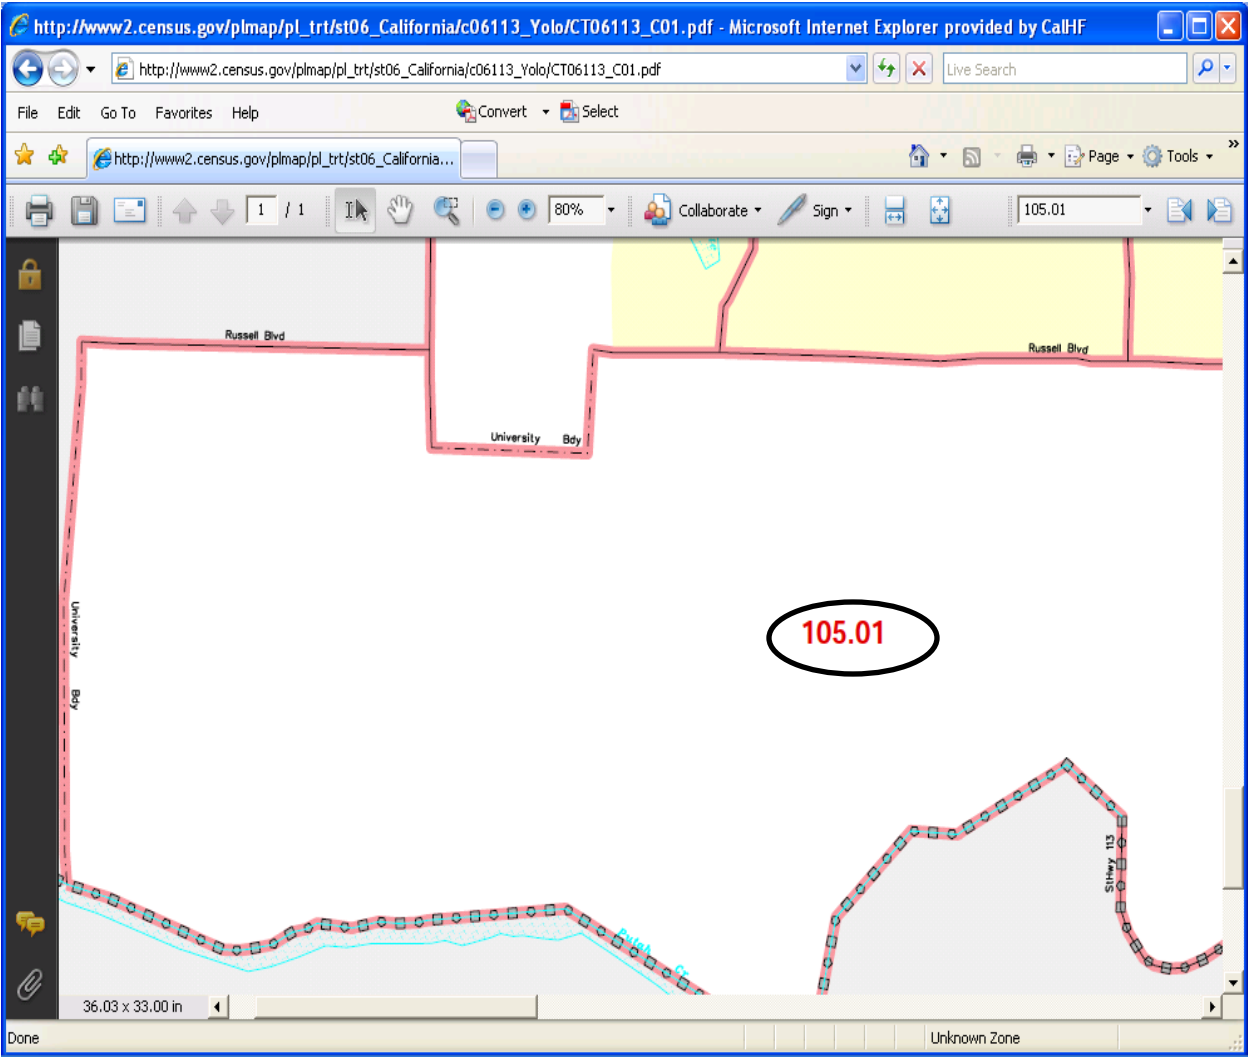 http://www2.census.gov/plmap/pl_trt/st06_California/c06113_Yolo/CT06113_C01.pdf - Microsoft Internet Explorer provided by CalHF
http://www2.census.gov/plmap/pl_trt/st06_California/c06113_Yolo/CT06113_C01.pdf
Live Search
File Edit Go To Favorites Help
Convert Select
http://www2.census.gov/plmap/pl_trt/st06_California...
Page Tools »
1 / 1 80% Collaborate Sign 105.01
Russell Blvd
Russell Blvd
University Bdy
University Bdy
105.01
StHwy 113
Putah Cr
36.03 x 33.00 in
Done Unknown Zone